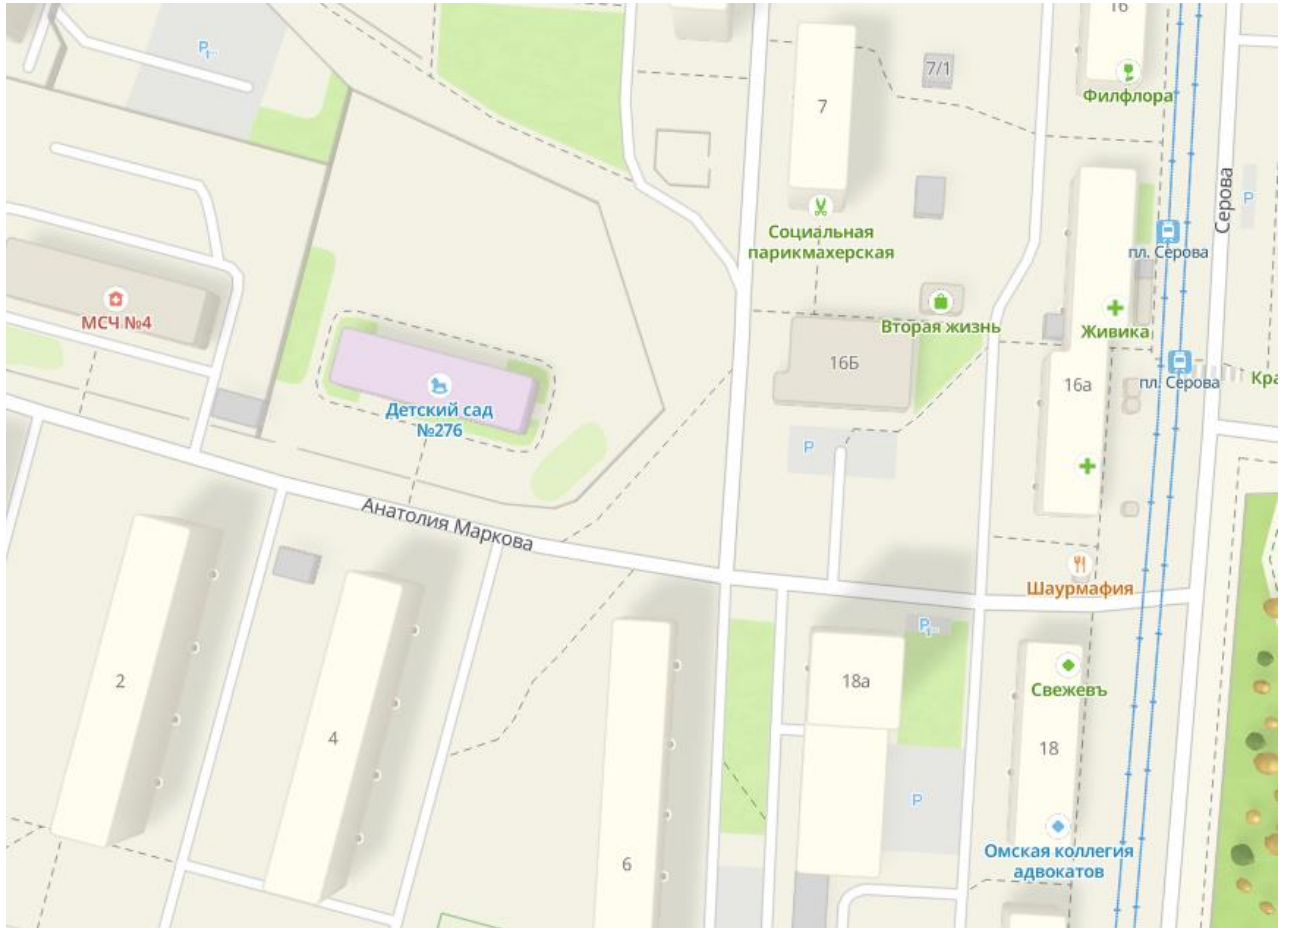 16
Филфлора
P
7/1
7
P
Серова
Социальная
парикмахерская
пл. Серова
МСЧ №4
Вторая жизнь
Живика
16Б
16а
пл. Серова
Кра
Детский сад
№276
P
Анатолия Маркова
Шаурмафия
P
2
18а
Свежевъ
4
18
P
6
Омская коллегия
адвокатов